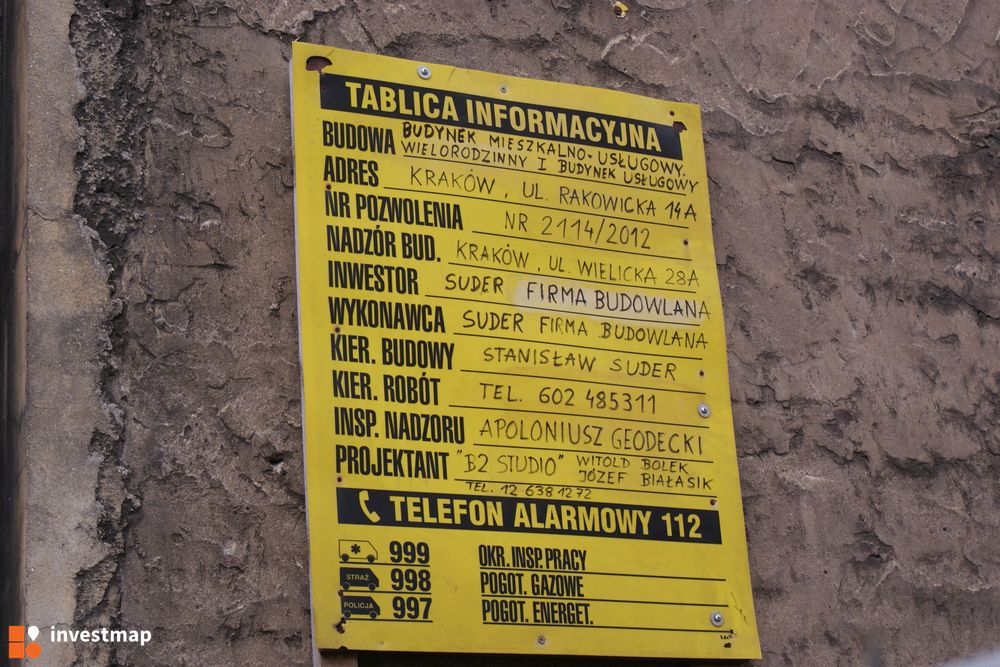 TABLICA INFORMACYJNA
BUDOWA BUDYNEK MIESZKALNO-USŁUGOWY,
WIELORODZINNY I BUDYNEK USŁUGOWY
ADRES KRAKÓW, UL. RAKOWICKA 14A
NR POZWOLENIA NR 2114/2012
NADZÓR BUD. KRAKÓW, UL. WIELICKA 28A
INWESTOR SUDER FIRMA BUDOWLANA
WYKONAWCA SUDER FIRMA BUDOWLANA
KIER. BUDOWY STANISŁAW SUDER
KIER. ROBÓT TEL. 602 485311
INSP. NADZORU APOLONIUSZ GEODECKI
PROJEKTANT "B2 STUDIO" WITOLD BOLEK
JÓZEF BIAŁASIK
TEL. 12 638 12 72
TELEFON ALARMOWY 112
999 OKR. INSP. PRACY
STRAŻ 998 POGOT. GAZOWE
POLICJA 997 POGOT. ENERGET.
investmap